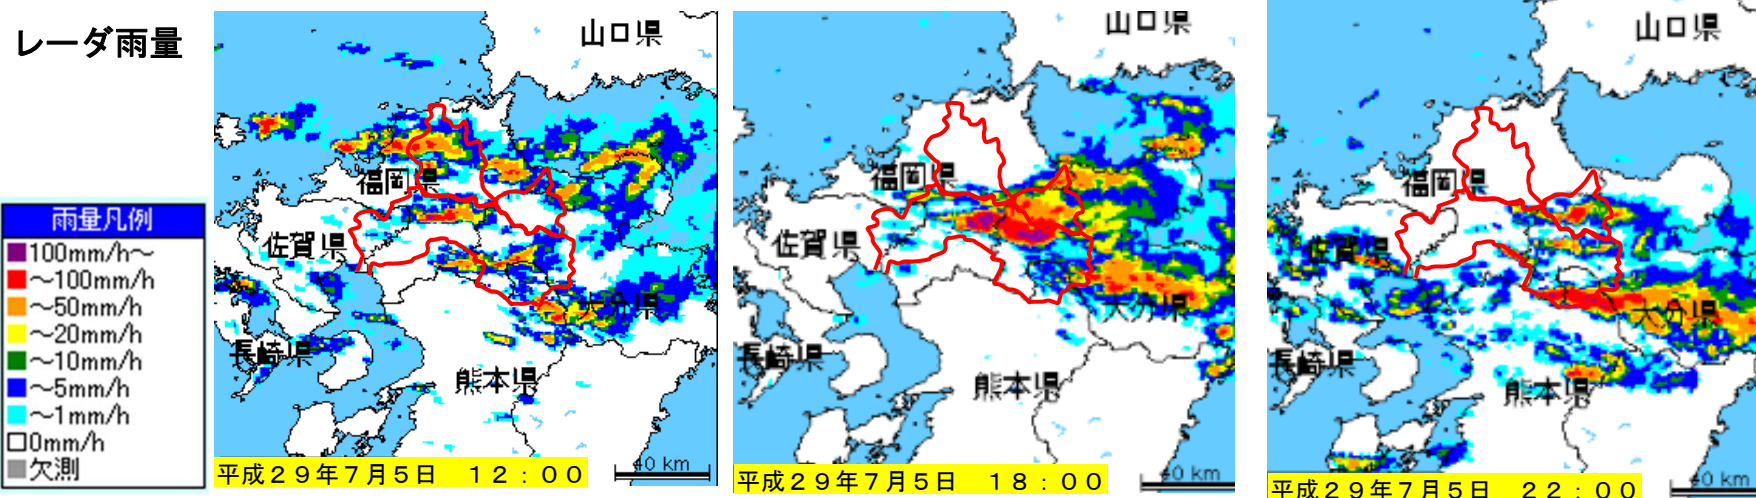 レーダ雨量
雨量凡例
100mm/h～
～100mm/h
～50mm/h
～20mm/h
～10mm/h
～5mm/h
～1mm/h
0mm/h
欠測
山口県
福岡県
佐賀県
大分県
長崎県
熊本県
40 km
平成29年7月5日 12：00
山口県
福岡県
佐賀県
大分県
長崎県
熊本県
40 km
平成29年7月5日 18：00
山口県
福岡県
佐賀県
大分県
長崎県
熊本県
40 km
平成29年7月5日 22：00